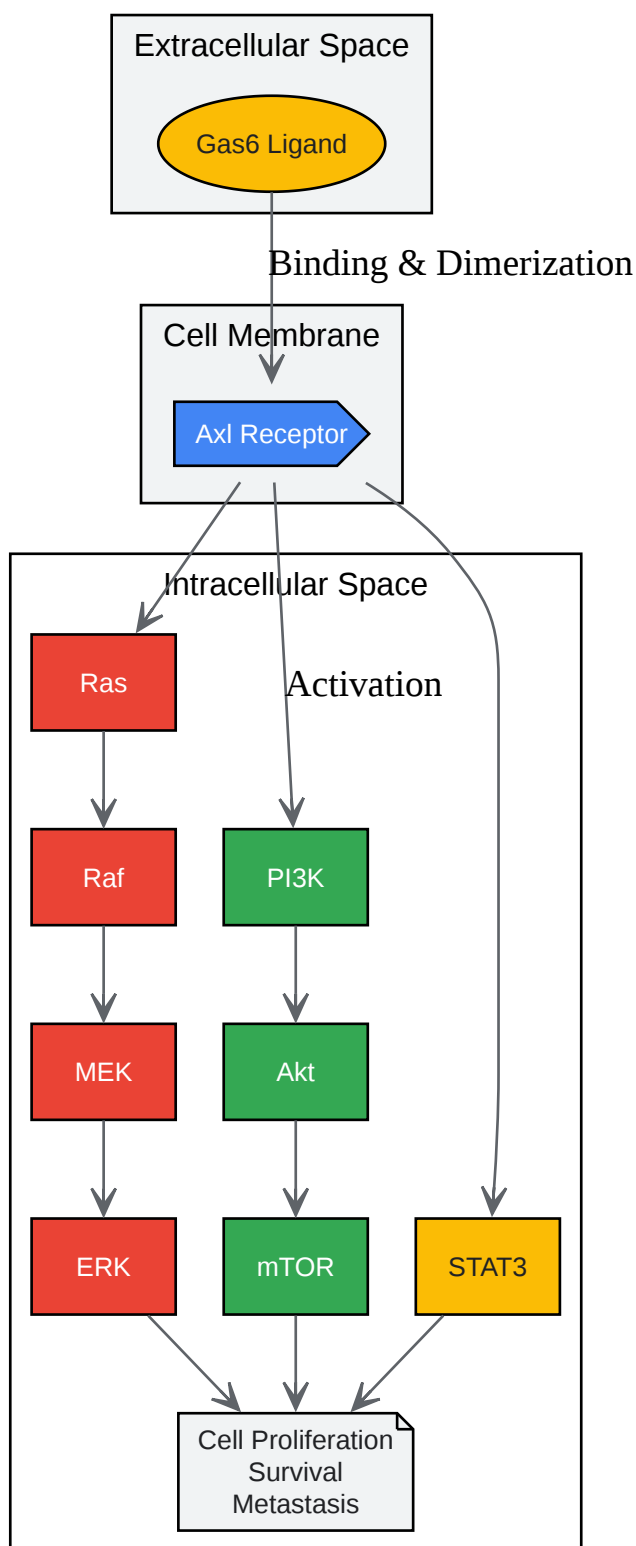 Extracellular Space
Gas6 Ligand
Binding & Dimerization
Cell Membrane
Axl Receptor
Intracellular Space
Ras
Activation
Raf
PI3K
MEK
Akt
ERK
mTOR
STAT3
Cell Proliferation
Survival
Metastasis